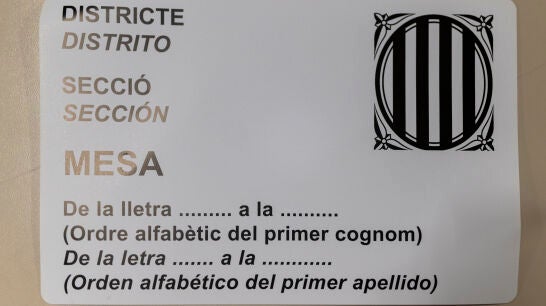 DISTRICTE
DISTRITO
SECCIÓ
SECCIÓN
MESA
De la lletra ......... a la ..........
(Ordre alfabètic del primer cognom)
De la letra ....... a la ............
(Orden alfabético del primer apellido)